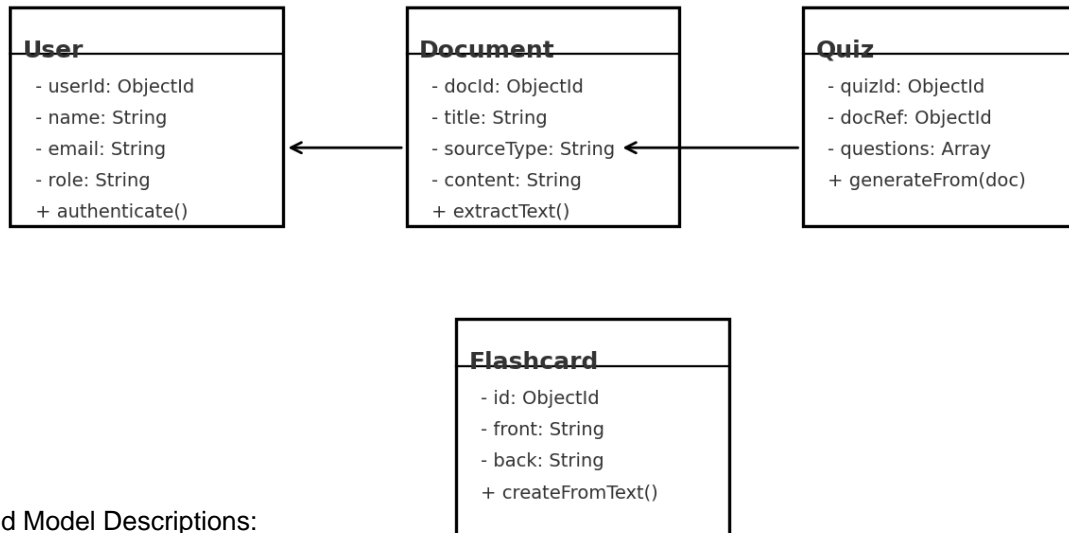 User
- userId: ObjectId
- name: String
- email: String
- role: String
+ authenticate()
Document
- docId: ObjectId
- title: String
- sourceType: String
- content: String
+ extractText()
Quiz
- quizId: ObjectId
- docRef: ObjectId
- questions: Array
+ generateFrom(doc)
Flashcard
- id: ObjectId
- front: String
- back: String
+ createFromText()
d Model Descriptions: